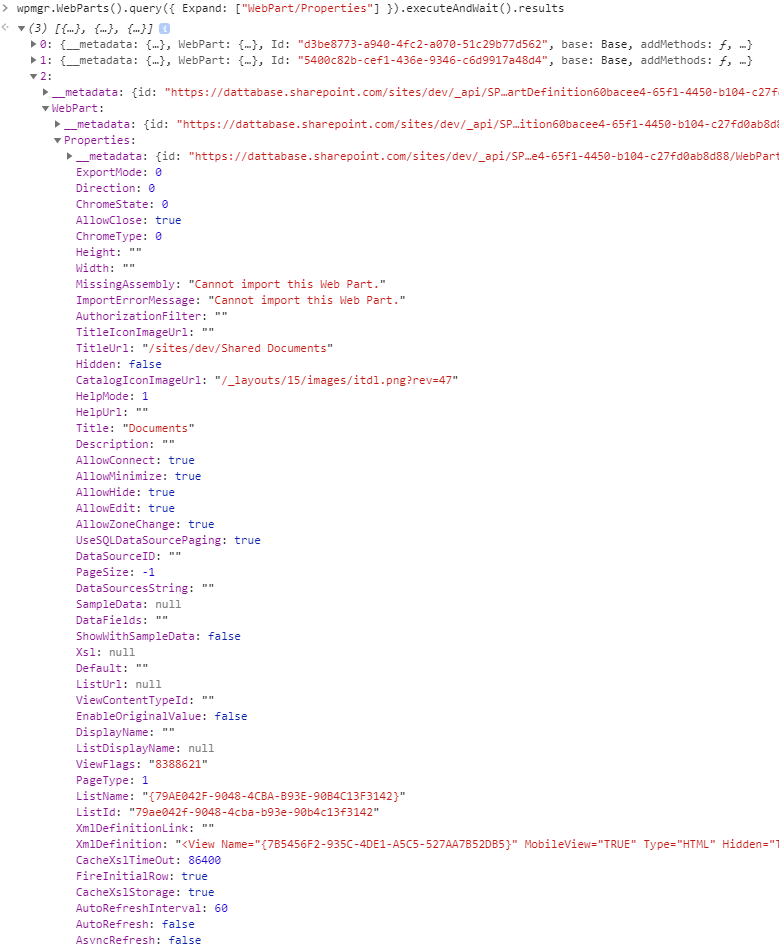 > wpmgr.WebParts().query({ Expand: ["WebPart/Properties"] }).executeAndWait().results
(3) [{…}, {…}, {…}] i
0: {__metadata: {…}, WebPart: {…}, Id: "d3be8773-a940-4fc2-a070-51c29b77d562", base: Base, addMethods: ƒ, …}
1: {__metadata: {…}, WebPart: {…}, Id: "5400c82b-cef1-436e-9346-c6d9917a48d4", base: Base, addMethods: ƒ, …}
2:
__metadata: {id: "https://dattabase.sharepoint.com/sites/dev/_api/SP…artDefinition60bacee4-65f1-4450-b104-c27fd
WebPart:
__metadata: {id: "https://dattabase.sharepoint.com/sites/dev/_api/SP…ition60bacee4-65f1-4450-b104-c27fd0ab8d8
Properties:
__metadata: {id: "https://dattabase.sharepoint.com/sites/dev/_api/SP…e4-65f1-4450-b104-c27fd0ab8d88/WebPart
ExportMode: 0
Direction: 0
ChromeState: 0
AllowClose: true
ChromeType: 0
Height: ""
Width: ""
MissingAssembly: "Cannot import this Web Part."
ImportErrorMessage: "Cannot import this Web Part."
AuthorizationFilter: ""
TitleIconImageUrl: ""
TitleUrl: "/sites/dev/Shared Documents"
Hidden: false
CatalogIconImageUrl: "/_layouts/15/images/itdl.png?rev=47"
HelpMode: 1
HelpUrl: ""
Title: "Documents"
Description: ""
AllowConnect: true
AllowMinimize: true
AllowHide: true
AllowEdit: true
AllowZoneChange: true
UseSQLDataSourcePaging: true
DataSourceID: ""
PageSize: -1
DataSourcesString: ""
SampleData: null
DataFields: ""
ShowWithSampleData: false
Xsl: null
Default: ""
ListUrl: null
ViewContentTypeId: ""
EnableOriginalValue: false
DisplayName: ""
ListDisplayName: null
ViewFlags: "8388621"
PageType: 1
ListName: "{79AE042F-9048-4CBA-B93E-90B4C13F3142}"
ListId: "79ae042f-9048-4cba-b93e-90b4c13f3142"
XmlDefinitionLink: ""
XmlDefinition: "<View Name="{7B5456F2-935C-4DE1-A5C5-527AA7B52DB5}" MobileView="TRUE" Type="HTML" Hidden="T
CacheXslTimeOut: 86400
FireInitialRow: true
CacheXslStorage: true
AutoRefreshInterval: 60
AutoRefresh: false
AsyncRefresh: false